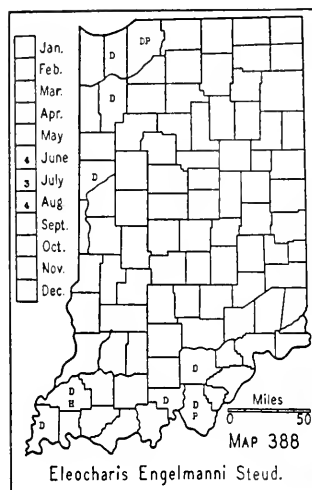 Jan.
Feb.
Mar.
Apr.
May
4 June
3 July
4 Aug
Sept.
Oct.
Nov.
Dec.
D
DP
D
D
D
D
H
D
D
D
P
Miles
0 50
MAP 388
Eleocharis Engelmanni Steud.